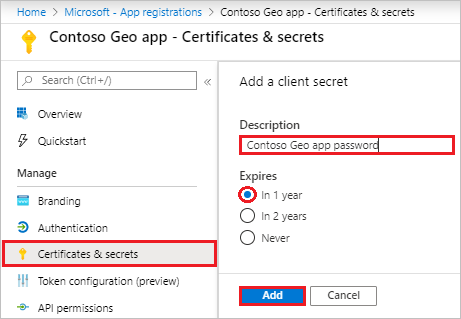 Home > Microsoft - App registrations > Contoso Geo app - Certificates & secrets
Contoso Geo app - Certificates & secrets
Search (Ctrl+/)
«
Overview
Quickstart
Manage
Branding
Authentication
Certificates & secrets
Token configuration (preview)
API permissions
Add a client secret
Description
Contoso Geo app password
Expires
In 1 year
In 2 years
Never
Add
Cancel